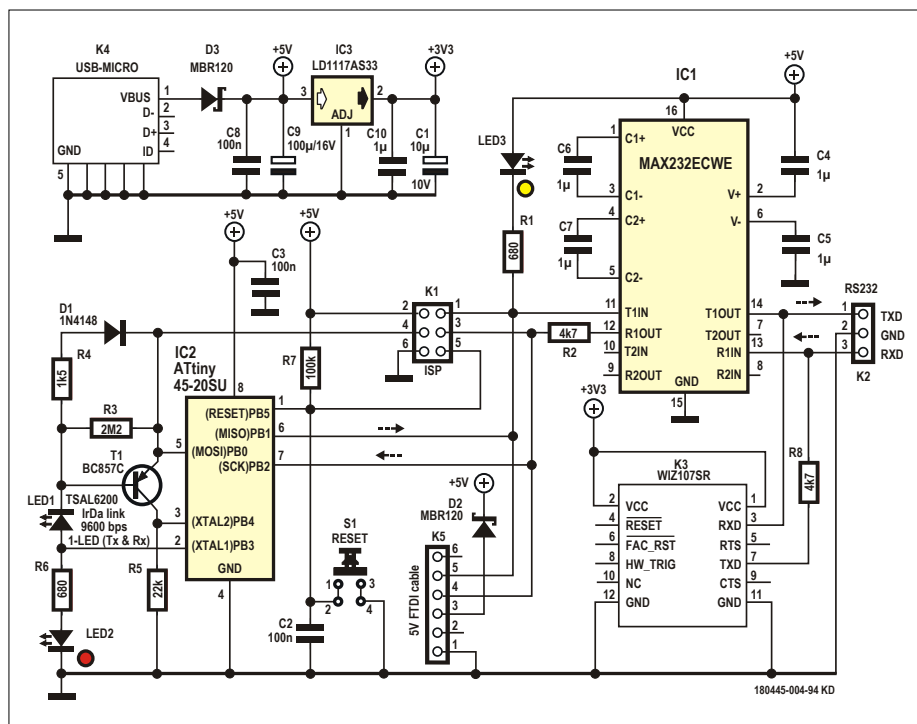 K4
USB-MICRO
VBUS
D-
D+
ID
GND
1
2
3
4
5
D3
MBR120
+5V
C8
100n
C9
100µ/16V
IC3
LD1117AS33
3
2
ADJ
1
C10
1µ
C1
10µ
10V
+3V3
IC1
+5V
16
VCC
MAX232ECWE
LED3
R1
680
C6
1µ
C7
1µ
1
C1+
3
C1-
4
C2+
5
C2-
V+
2
V-
6
C4
1µ
C5
1µ
11
T1IN
12
R1OUT
10
T2IN
9
R2OUT
T1OUT
14
T2OUT
7
R1IN
13
R2IN
8
GND
15
RS232
1
TXD
2
GND
3
RXD
K2
+5V
C3
100n
+5V
K1
2
1
4
3
6
5
ISP
4k7
R2
D1
1N4148
R4
1k5
R3
2M2
T1
BC857C
LED1
TSAL6200
IrDa link
9600 bps
1-LED (Tx & Rx)
R6
680
R5
22k
LED2
IC2
ATtiny
45-20SU
8
(RESET)PB5
1
(MISO)PB1
6
(MOSI)PB0
5
(SCK)PB2
7
(XTAL2)PB4
3
(XTAL1)PB3
2
GND
4
R7
100k
S1
RESET
1
3
2
4
C2
100n
+5V
D2
MBR120
K5
5V FTDI cable
6
5
4
3
2
1
+3V3
K3
WIZ107SR
2
VCC
4
RESET
6
FAC_RST
8
HW_TRIG
10
NC
12
GND
VCC
1
RXD
3
RTS
5
TXD
7
CTS
9
GND
11
R8
4k7
180445-004-94 KD